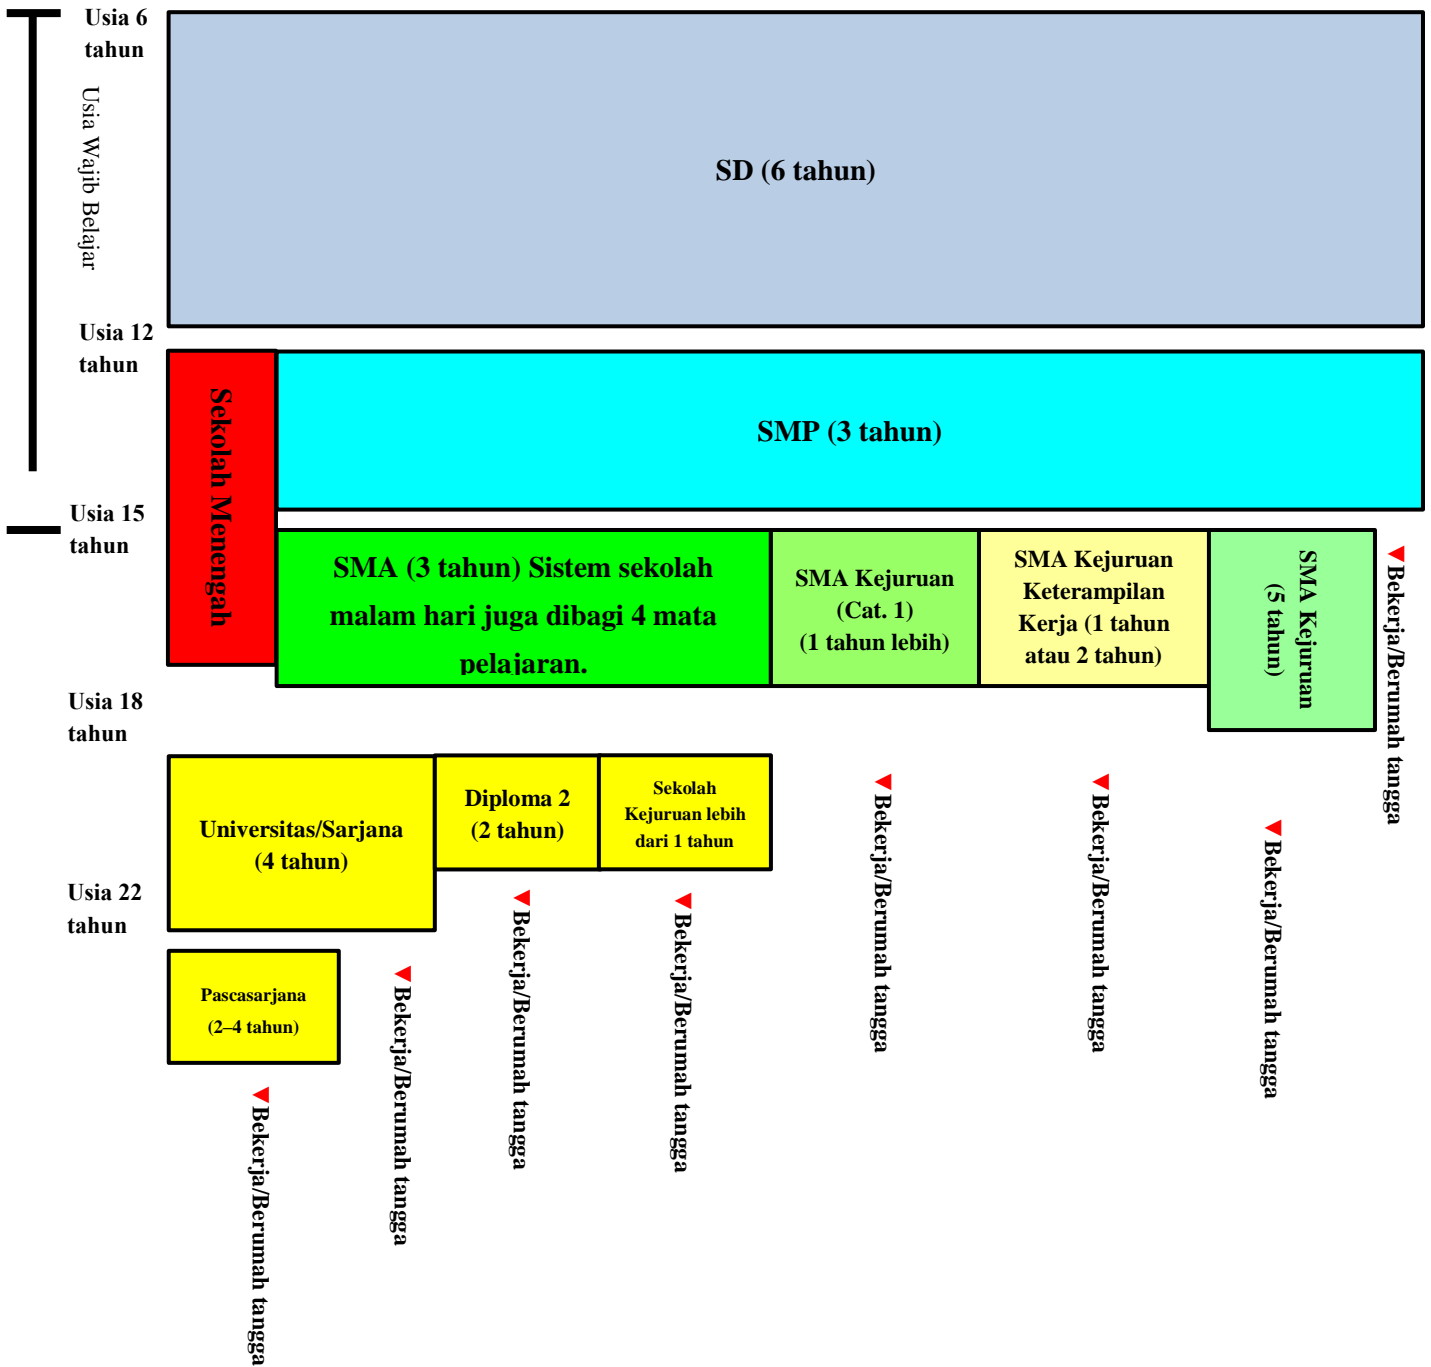 Usia 6
tahun
Usia Wajib Belajar
SD (6 tahun)
Usia 12
tahun
Sekolah Menengah
SMP (3 tahun)
Usia 15
tahun
SMA (3 tahun) Sistem sekolah
malam hari juga dibagi 4 mata
pelajaran.
SMA Kejuruan
(Cat. 1)
(1 tahun lebih)
SMA Kejuruan
Keterampilan
Kerja (1 tahun
atau 2 tahun)
SMA Kejuruan
(5 tahun)
Bekerja/Berumah tangga
Usia 18
tahun
Universitas/Sarjana
(4 tahun)
Diploma 2
(2 tahun)
Sekolah
Kejuruan lebih
dari 1 tahun
Bekerja/Berumah tangga
Bekerja/Berumah tangga
Bekerja/Berumah tangga
Usia 22
tahun
Bekerja/Berumah tangga
Bekerja/Berumah tangga
Pascasarjana
(2–4 tahun)
Bekerja/Berumah tangga
Bekerja/Berumah tangga